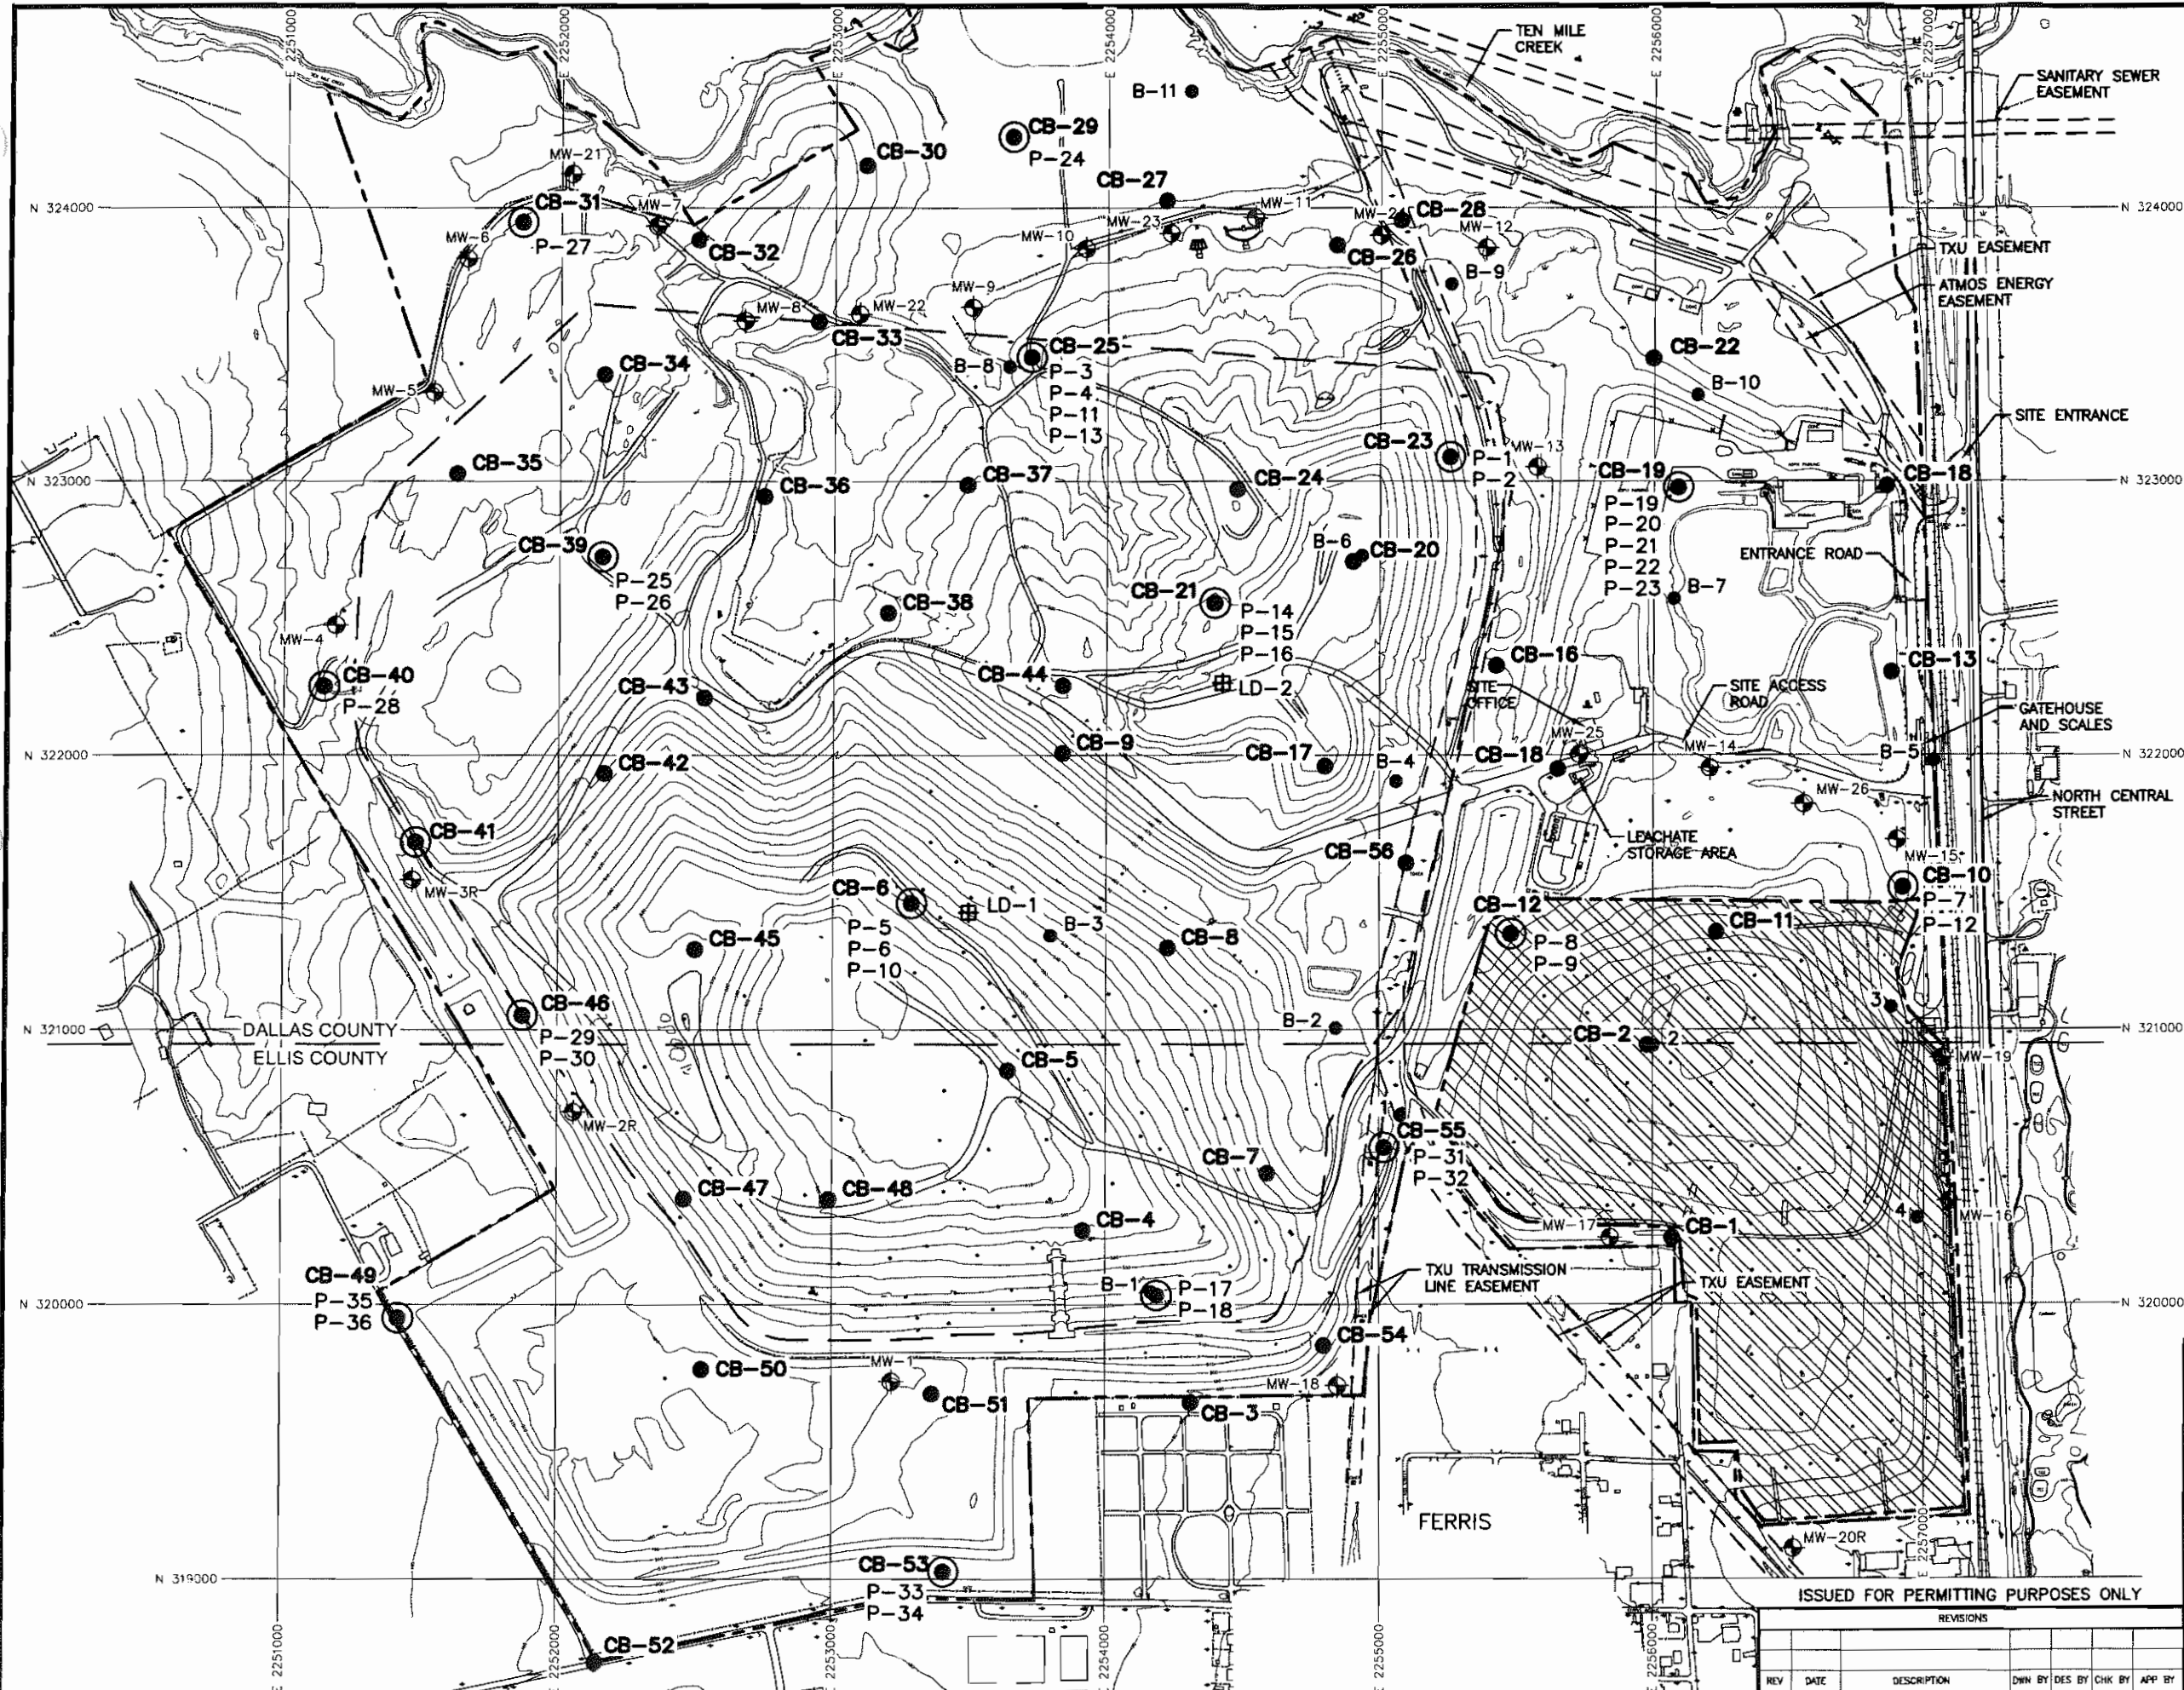 E 2251000
E 2252000
E 2253000
E 2254000
E 2255000
E 2256000
E 2257000
TEN MILE CREEK
TEN MILE
CREEK
SANITARY SEWER
EASEMENT
B-11
CB-29
P-24
CB-30
MW-21
CB-27
N 324000
CB-31
P-27
MW-7
MW-6
CB-32
MW-10
MW-23
MW-11
MW-2
CB-28
MW-12
CB-26
N 324000
TXU EASEMENT
ATMOS ENERGY
EASEMENT
B-9
MW-9
MW-8
MW-22
CB-33
CB-25
B-8
P-3
P-4
P-11
P-13
CB-34
MW-5
CB-22
B-10
SITE ENTRANCE
CB-23
P-1
P-2
MW-13
CB-35
N 323000
CB-36
CB-37
CB-24
CB-19
P-19
P-20
P-21
P-22
P-23
CB-18
N 323000
CB-39
P-25
P-26
B-6
CB-20
ENTRANCE ROAD
B-7
CB-38
CB-21
P-14
P-15
P-16
MW-4
CB-40
P-28
CB-43
CB-44
LD-2
CB-16
CB-13
SITE
OFFICE
SITE ACCESS
ROAD
GATEHOUSE
AND SCALES
N 322000
CB-42
CB-9
CB-17
B-4
CB-18
MW-25
MW-14
B-5
N 322000
MW-26
NORTH CENTRAL
STREET
CB-41
MW-3R
CB-56
LEACHATE
STORAGE AREA
MW-15
CB-10
P-7
P-12
CB-6
P-5
P-6
P-10
LD-1
B-3
CB-8
CB-12
P-8
P-9
CB-11
CB-45
CB-46
P-29
P-30
3
N 321000
DALLAS COUNTY
ELLIS COUNTY
B-2
CB-2
2
N 321000
MW-19
CB-5
MW-2R
1
CB-55
P-31
P-32
CB-7
CB-47
CB-48
CB-4
MW-17
CB-1
4
MW-16
CB-49
P-35
P-36
B-1
P-17
P-18
TXU TRANSMISSION
LINE EASEMENT
TXU EASEMENT
N 320000
N 320000
CB-54
CB-50
MW-1
CB-51
MW-18
CB-3
FERRIS
MW-20R
N 319000
CB-53
P-33
P-34
CB-52
E 2251000
E 2252000
E 2253000
E 2254000
E 2255000
E 2256000
E 2257000
ISSUED FOR PERMITTING PURPOSES ONLY
REVISIONS
REV DATE DESCRIPTION DWN BY DES BY CHK BY APP BY